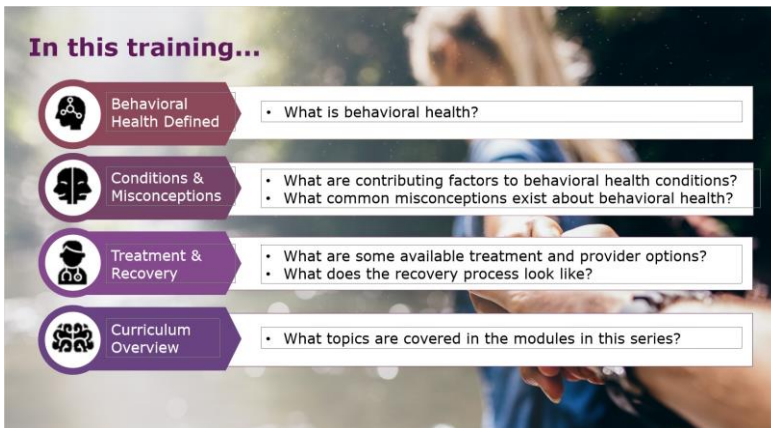 In this training...
Behavioral
Health Defined
• What is behavioral health?
Conditions &
Misconceptions
• What are contributing factors to behavioral health conditions?
• What common misconceptions exist about behavioral health?
Treatment &
Recovery
• What are some available treatment and provider options?
• What does the recovery process look like?
Curriculum
Overview
• What topics are covered in the modules in this series?